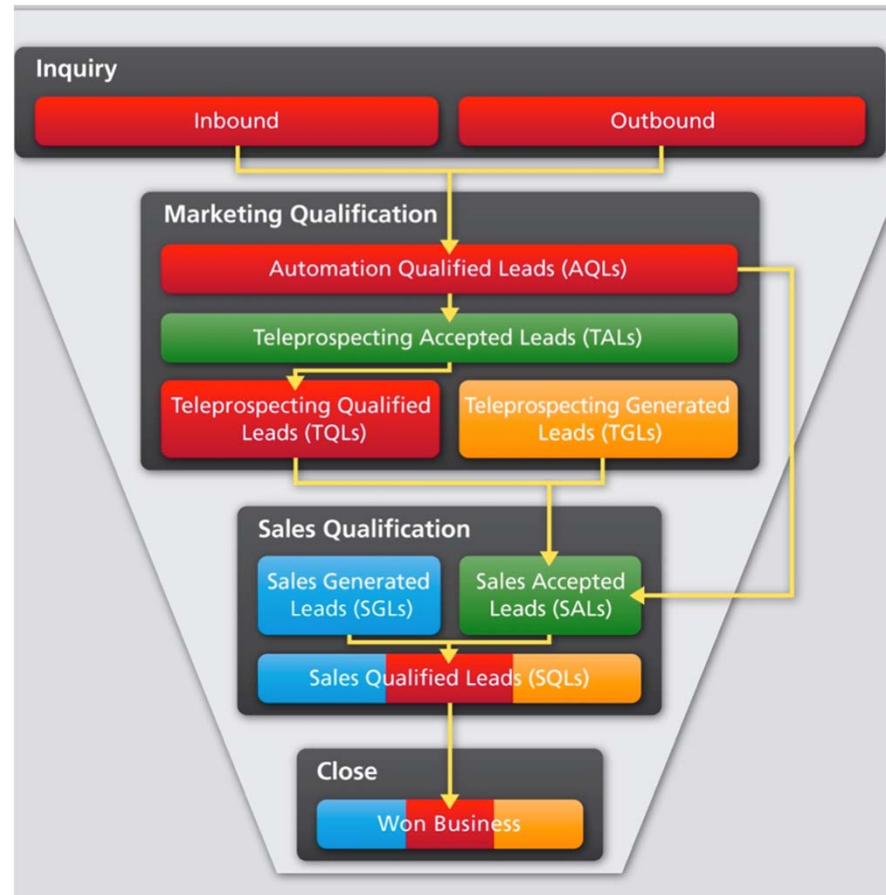 Inquiry
Inbound
Outbound
Marketing Qualification
Automation Qualified Leads (AQLs)
Teleprospecting Accepted Leads (TALs)
Teleprospecting Qualified
Leads (TQLs)
Teleprospecting Generated
Leads (TGLs)
Sales Qualification
Sales Generated
Leads (SGLs)
Sales Accepted
Leads (SALs)
Sales Qualified Leads (SQLs)
Close
Won Business